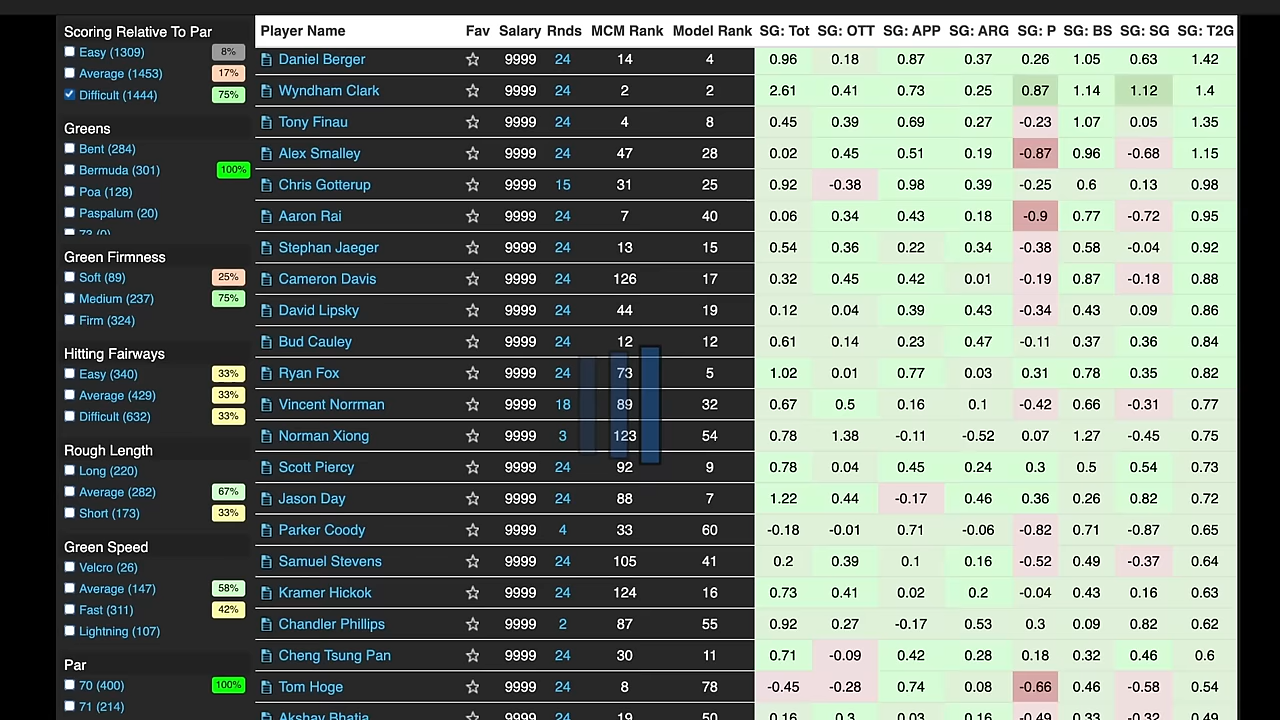 Scoring Relative To Par
Easy (1309) 8%
Average (1453) 17%
Difficult (1444) 75%
Greens
Bent (284)
Bermuda (301) 100%
Poa (128)
Paspalum (20)
Green Firmness
Soft (89) 25%
Medium (237) 75%
Firm (324)
Hitting Fairways
Easy (340) 33%
Average (429) 33%
Difficult (632) 33%
Rough Length
Long (220)
Average (282) 67%
Short (173) 33%
Green Speed
Velcro (26)
Average (147) 58%
Fast (311) 42%
Lightning (107)
Par
70 (400) 100%
71 (214)
Player Name Fav Salary Rnds MCM Rank Model Rank SG: Tot SG: OTT SG: APP SG: ARG SG: P SG: BS SG: SG SG: T2G
Daniel Berger 9999 24 14 4 0.96 0.18 0.87 0.37 0.26 1.05 0.63 1.42
Wyndham Clark 9999 24 2 2 2.61 0.41 0.73 0.25 0.87 1.14 1.12 1.4
Tony Finau 9999 24 4 8 0.45 0.39 0.69 0.27 -0.23 1.07 0.05 1.35
Alex Smalley 9999 24 47 28 0.02 0.45 0.51 0.19 -0.87 0.96 -0.68 1.15
Chris Gotterup 9999 15 31 25 0.92 -0.38 0.98 0.39 -0.25 0.6 0.13 0.98
Aaron Rai 9999 24 7 40 0.06 0.34 0.43 0.18 -0.9 0.77 -0.72 0.95
Stephan Jaeger 9999 24 13 15 0.54 0.36 0.22 0.34 -0.38 0.58 -0.04 0.92
Cameron Davis 9999 24 126 17 0.32 0.45 0.42 0.01 -0.19 0.87 -0.18 0.88
David Lipsky 9999 24 44 19 0.12 0.04 0.39 0.43 -0.34 0.43 0.09 0.86
Bud Cauley 9999 24 12 12 0.61 0.14 0.23 0.47 -0.11 0.37 0.36 0.84
Ryan Fox 9999 24 73 5 1.02 0.01 0.77 0.03 0.31 0.78 0.35 0.82
Vincent Norrman 9999 18 89 32 0.67 0.5 0.16 0.1 -0.42 0.66 -0.31 0.77
Norman Xiong 9999 3 123 54 0.78 1.38 -0.11 -0.52 0.07 1.27 -0.45 0.75
Scott Piercy 9999 24 92 9 0.78 0.04 0.45 0.24 0.3 0.5 0.54 0.73
Jason Day 9999 24 88 7 1.22 0.44 -0.17 0.46 0.36 0.26 0.82 0.72
Parker Coody 9999 4 33 60 -0.18 -0.01 0.71 -0.06 -0.82 0.71 -0.87 0.65
Samuel Stevens 9999 24 105 41 0.2 0.39 0.1 0.16 -0.52 0.49 -0.37 0.64
Kramer Hickok 9999 24 124 16 0.73 0.41 0.02 0.2 -0.04 0.43 0.16 0.63
Chandler Phillips 9999 2 87 55 0.92 0.27 -0.17 0.53 0.3 0.09 0.82 0.62
Cheng Tsung Pan 9999 24 30 11 0.71 -0.09 0.42 0.28 0.18 0.32 0.46 0.6
Tom Hoge 9999 24 8 78 -0.45 -0.28 0.74 0.08 -0.66 0.46 -0.58 0.54
Akshay Bhatia 9999 24 19 50 0.16 0.3 0.03 0.16 -0.49 0.33 -0.32 0.49